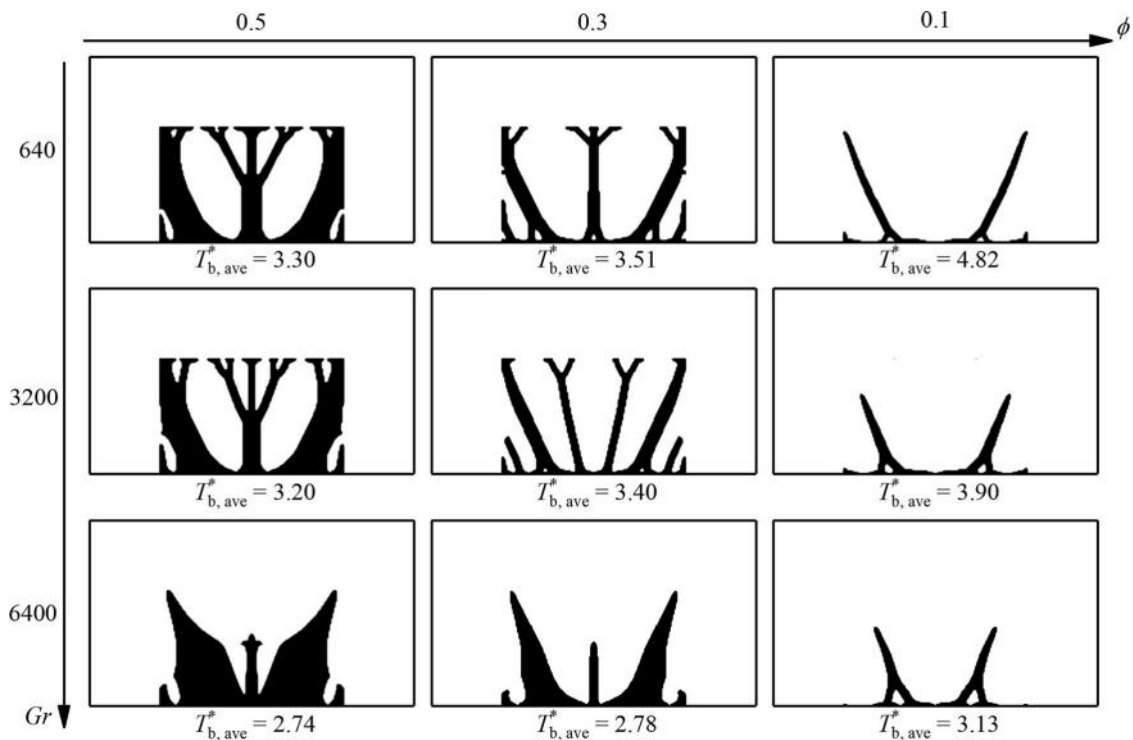 0.5 0.3 0.1 ϕ
640
T*b, ave = 3.30 T*b, ave = 3.51 T*b, ave = 4.82
3200
T*b, ave = 3.20 T*b, ave = 3.40 T*b, ave = 3.90
6400
Gr T*b, ave = 2.74 T*b, ave = 2.78 T*b, ave = 3.13